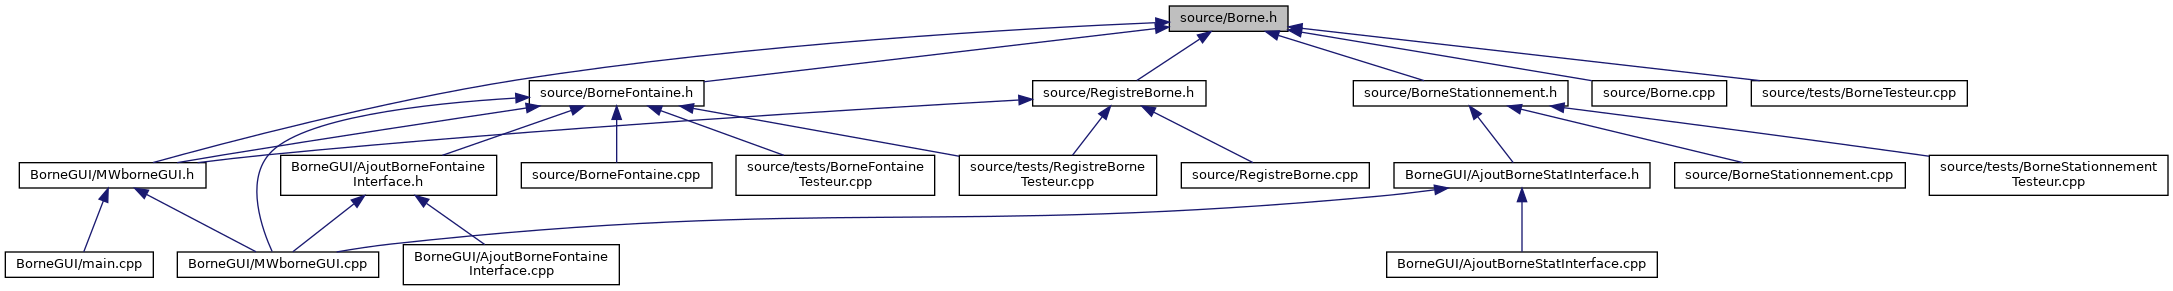 source/Borne.h
source/BorneFontaine.h
source/RegistreBorne.h
source/BorneStationnement.h
source/Borne.cpp
source/tests/BorneTesteur.cpp
BorneGUI/MWborneGUI.h
BorneGUI/AjoutBorneFontaine
Interface.h
source/BorneFontaine.cpp
source/tests/BorneFontaine
Testeur.cpp
source/tests/RegistreBorne
Testeur.cpp
source/RegistreBorne.cpp
BorneGUI/AjoutBorneStatInterface.h
source/BorneStationnement.cpp
source/tests/BorneStationnement
Testeur.cpp
BorneGUI/main.cpp
BorneGUI/MWborneGUI.cpp
BorneGUI/AjoutBorneFontaine
Interface.cpp
BorneGUI/AjoutBorneStatInterface.cpp